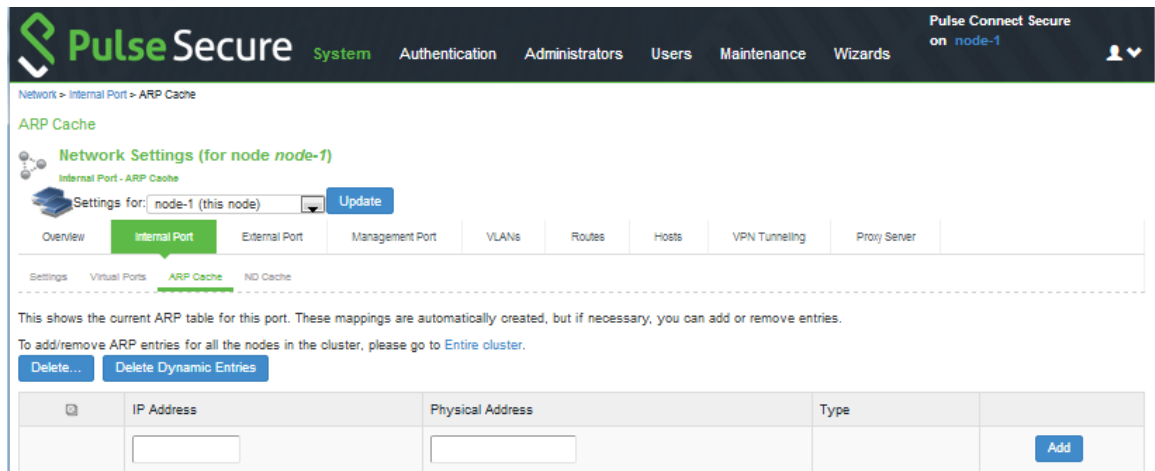 Pulse Secure
System Authentication Administrators Users Maintenance Wizards
Pulse Connect Secure
on node-1
Network > Internal Port > ARP Cache
ARP Cache
Network Settings (for node node-1)
Internal Port - ARP Cache
Settings for: node-1 (this node) Update
Overview Internal Port External Port Management Port VLANs Routes Hosts VPN Tunneling Proxy Server
Settings Virtual Ports ARP Cache ND Cache
This shows the current ARP table for this port. These mappings are automatically created, but if necessary, you can add or remove entries.
To add/remove ARP entries for all the nodes in the cluster, please go to Entire cluster.
Delete... Delete Dynamic Entries
IP Address Physical Address Type
Add